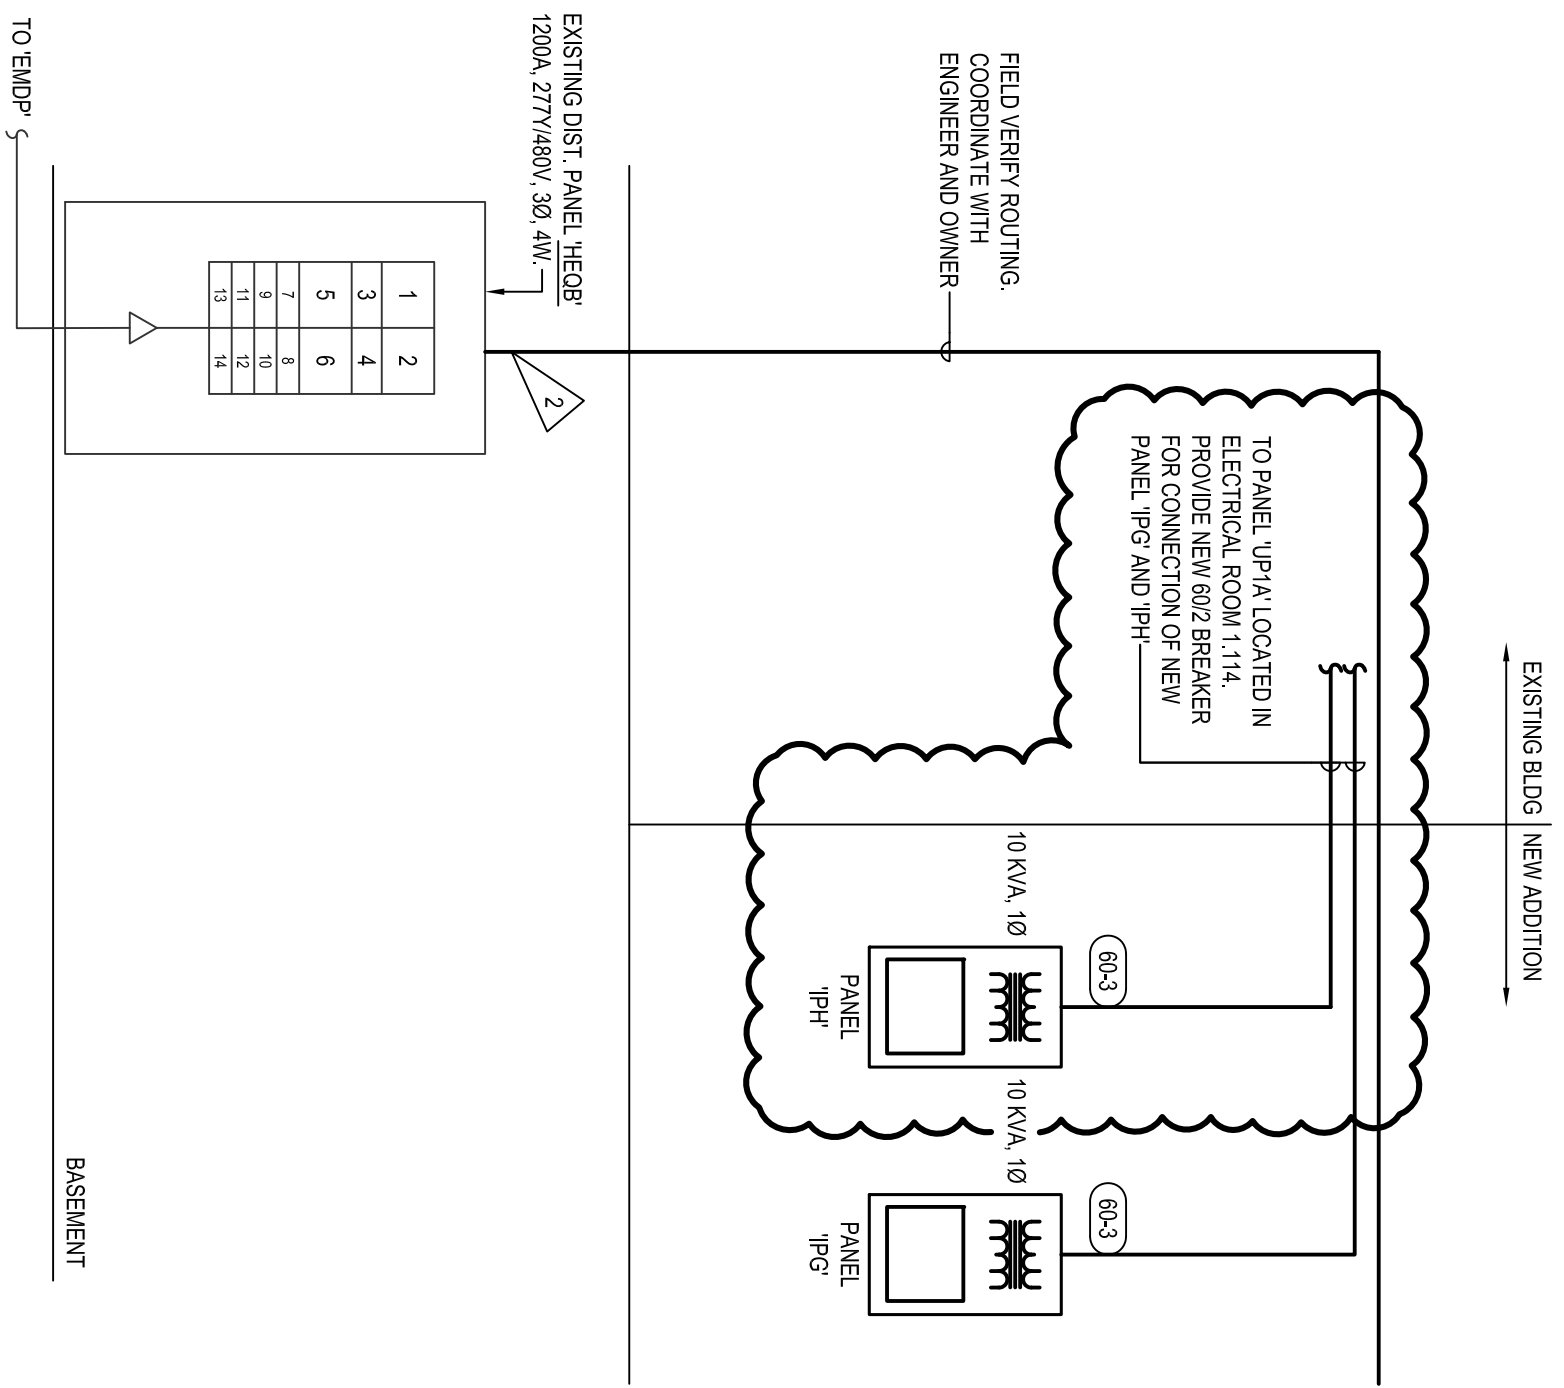 EXISTING BLDG
NEW ADDITION
TO PANEL 'UP1A' LOCATED IN
ELECTRICAL ROOM 1.114.
PROVIDE NEW 60/2 BREAKER
FOR CONNECTION OF NEW
PANEL 'IPG' AND 'IPH'
FIELD VERIFY ROUTING.
COORDINATE WITH
ENGINEER AND OWNER
60-3
60-3
10 KVA, 1Ø
10 KVA, 1Ø
PANEL
'IPH'
PANEL
'IPG'
EXISTING DIST. PANEL 'HEQB'
1200A, 277Y/480V, 3Ø, 4W.
2
1 2
3 4
5 6
7 8
9 10
11 12
13 14
BASEMENT
TO 'EMDP'